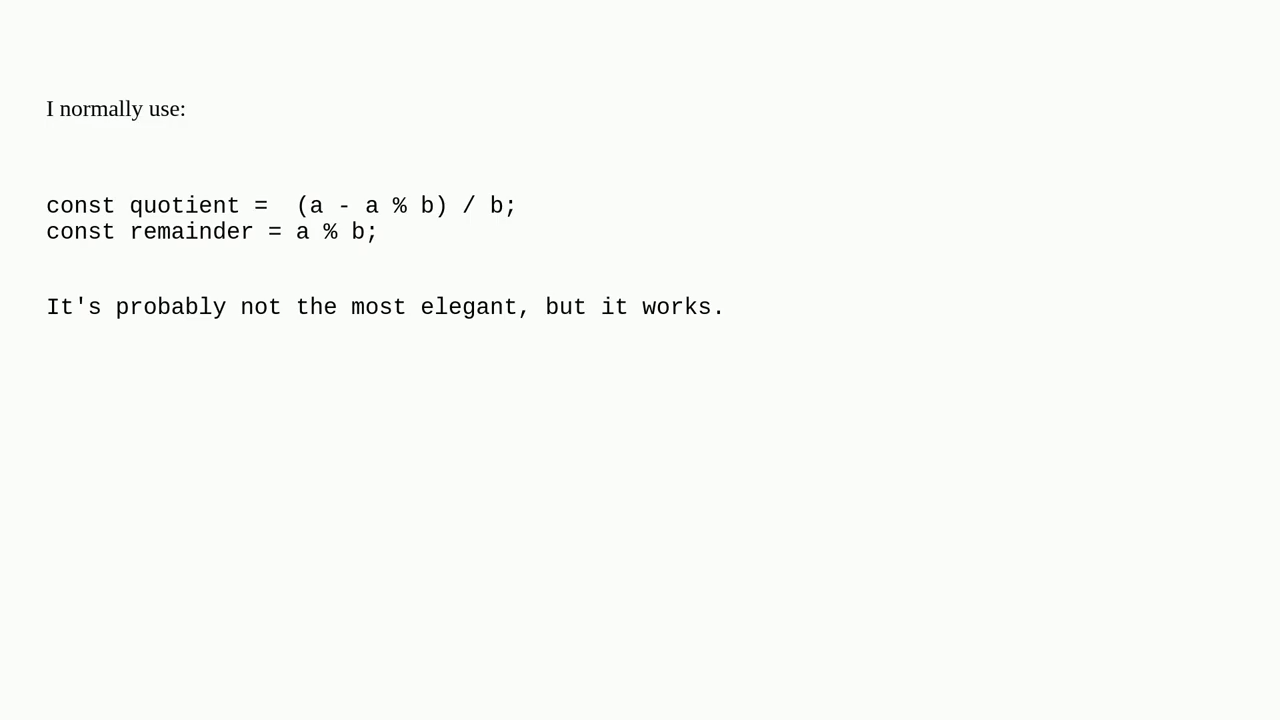 I normally use:
const quotient =  (a - a % b) / b;
const remainder = a % b;
It's probably not the most elegant, but it works.